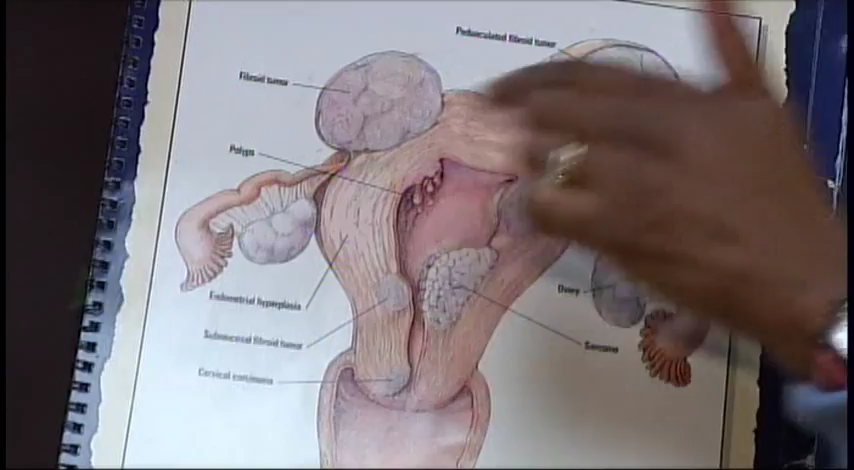 Pedunculated fibroid tumor
Fibroid tumor
Polyps
Endometrial hyperplasia
Submucosal fibroid tumor
Cervical carcinoma
Ovary
Sarcoma